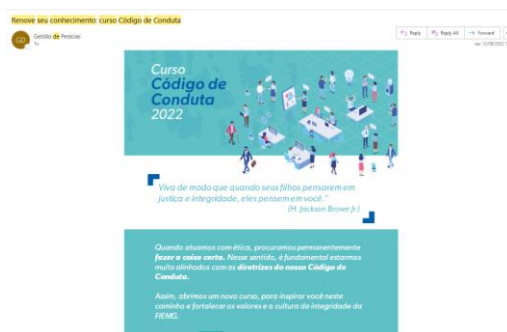 Renove seu conhecimento curso Código de Conduta
GD
Gestão de Pessoas
To
Reply
Reply All
Forward
Curso
Código de
Conduta
2022
Viva de modo que quando seus filhos pensarem em
justiça e integridade, eles pensem em você."
(H. Jackson Brown Jr.)
Quando atuamos com ética, procuramos permanentemente
fazer a coisa certa. Nesse sentido, é fundamental estarmos
muito alinhados com as diretrizes do nosso Código de
Conduta.
Assim, abrimos um novo curso, para inspirar você neste
caminho e fortalecer os valores e a cultura da integridade da
FIEMG.